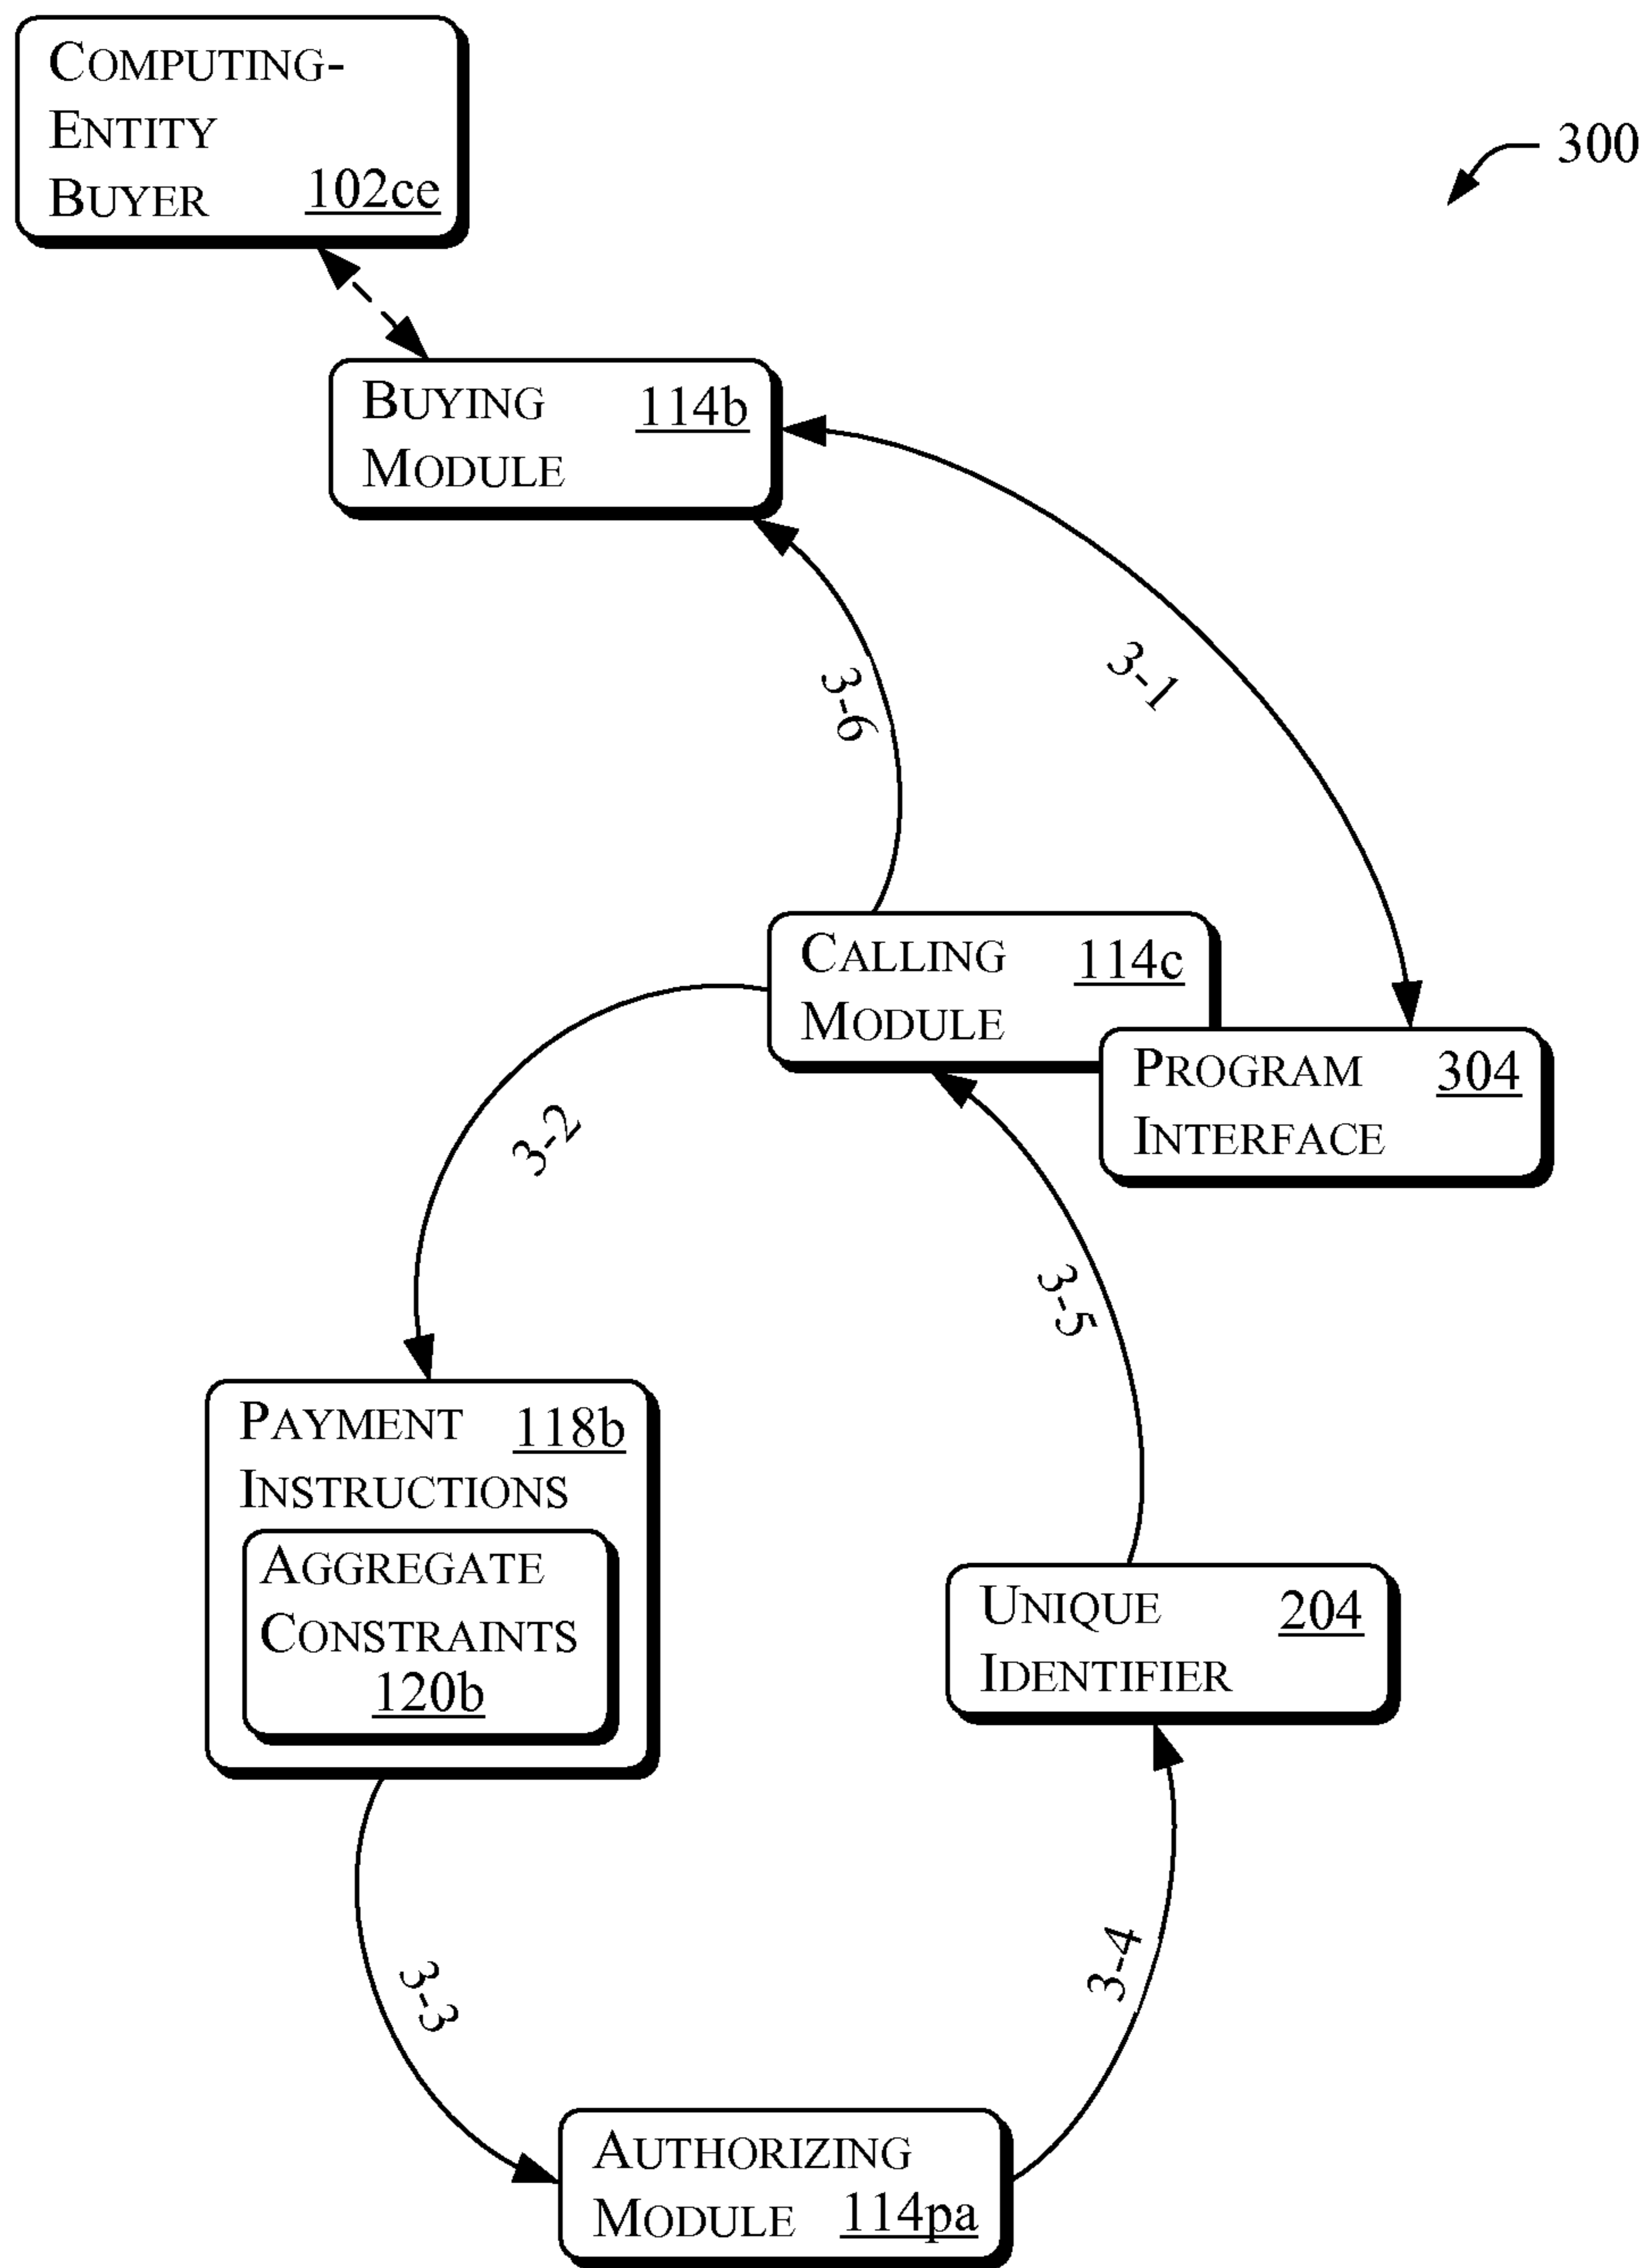 COMPUTING-
ENTITY
BUYER 102ce
300
BUYING 114b
MODULE
3-1
3-6
CALLING 114c
MODULE
PROGRAM 304
INTERFACE
3-2
3-5
PAYMENT 118b
INSTRUCTIONS
AGGREGATE
CONSTRAINTS
120b
UNIQUE 204
IDENTIFIER
3-4
3-3
AUTHORIZING
MODULE 114pa